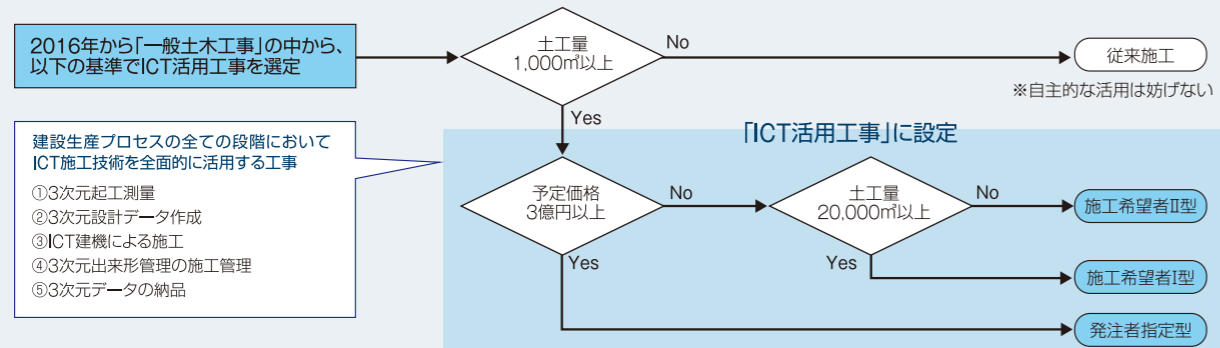 2016年から「一般土木工事」の中から、
以下の基準でICT活用工事を選定
土工量
1,000㎥以上
No
従来施工
※自主的な活用は妨げない
Yes
建設生産プロセスの全ての段階において
ICT施工技術を全面的に活用する工事
①3次元起工測量
②3次元設計データ作成
③ICT建機による施工
④3次元出来形管理の施工管理
⑤3次元データの納品
「ICT活用工事」に設定
予定価格
3億円以上
No
土工量
20,000㎥以上
No
施工希望者Ⅱ型
Yes
Yes
施工希望者Ⅰ型
発注者指定型